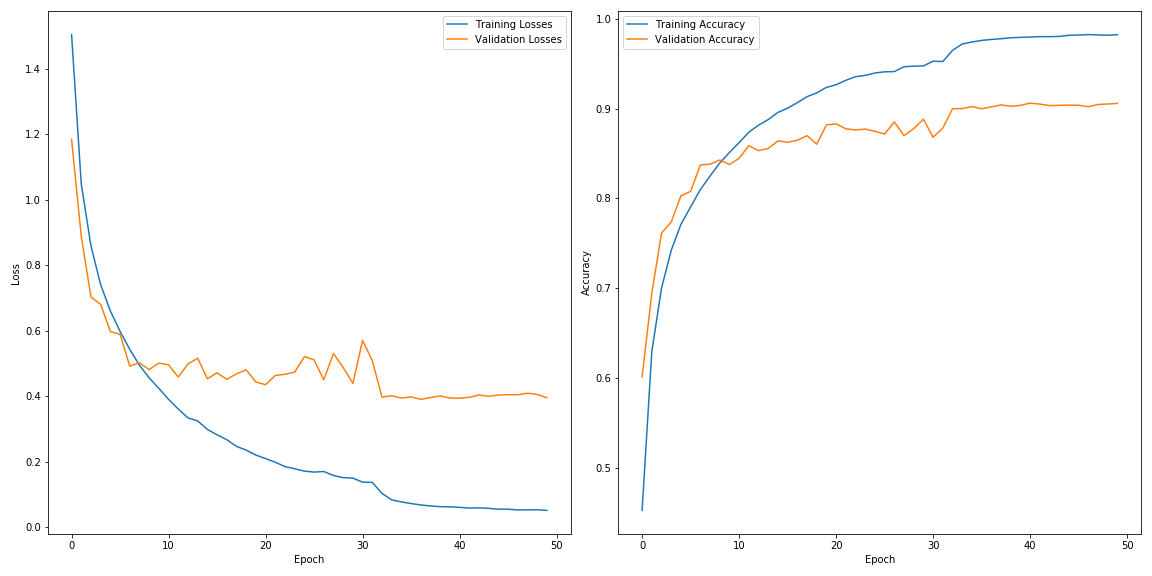 Training Losses
Validation Losses
1.4
1.2
1.0
0.8
0.6
0.4
0.2
0.0
Loss
0 10 20 30 40 50
Epoch
Training Accuracy
Validation Accuracy
1.0
0.9
0.8
0.7
0.6
0.5
Accuracy
0 10 20 30 40 50
Epoch